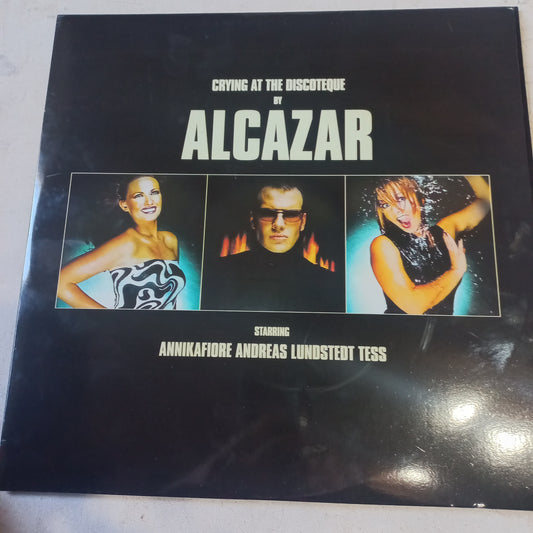 CRYING AT THE DISCOTEQUE
BY
ALCAZAR
STARRING
ANNIKAFIORE ANDREAS LUNDSTEDT TESS